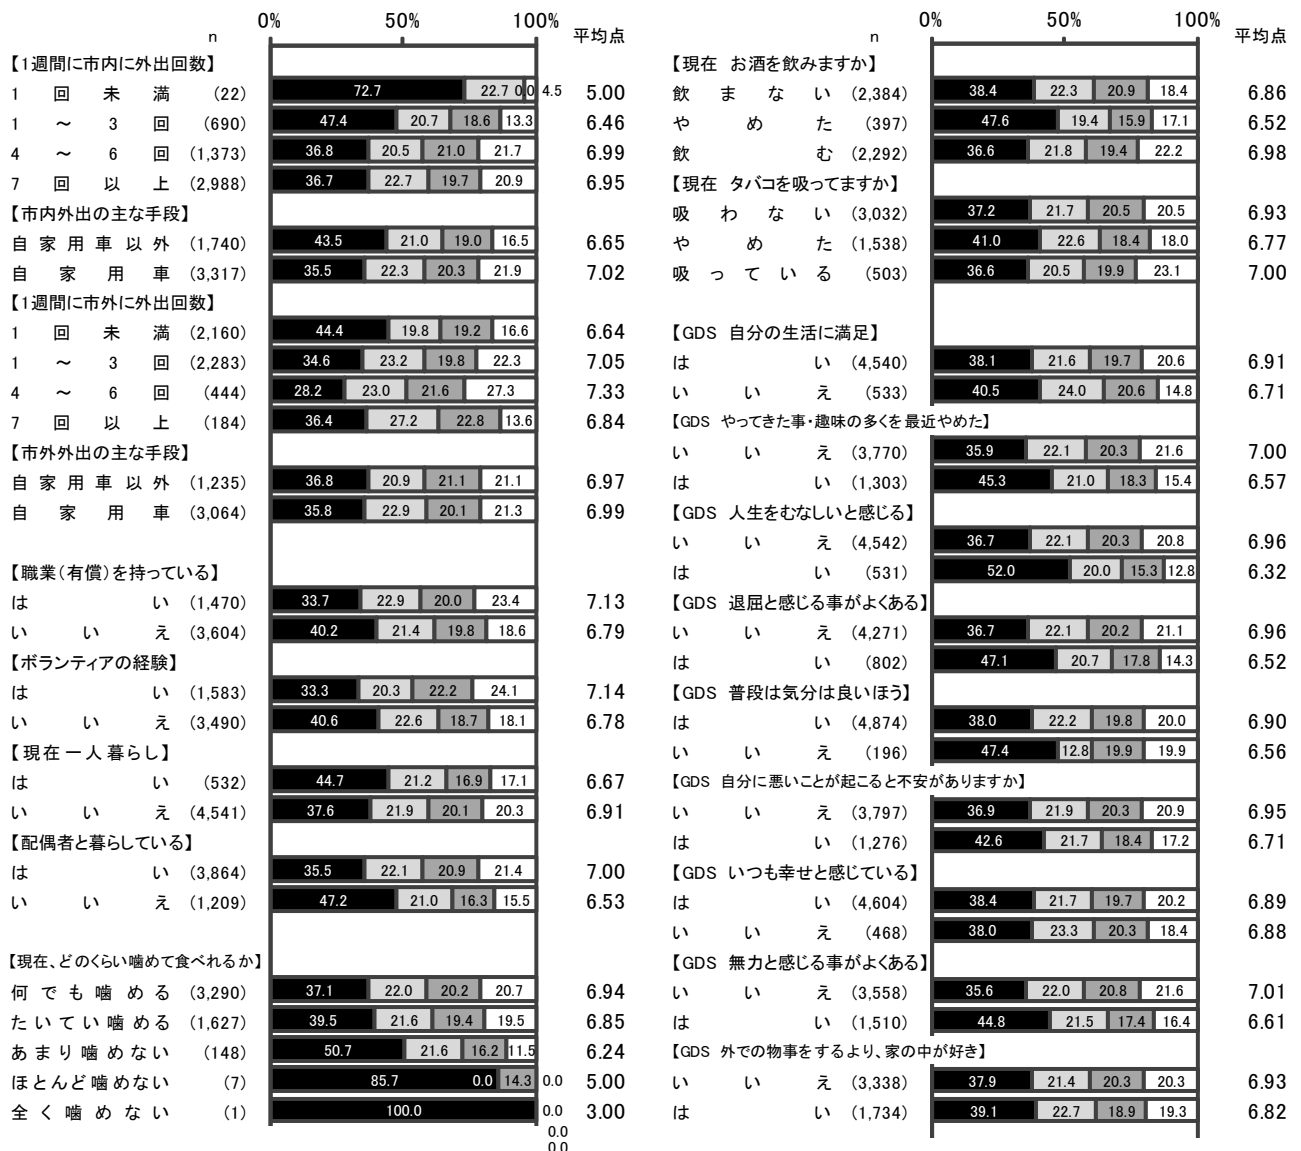 0% 50% 100%
n 平均点
【1週間に市内に外出回数】
1回未満 (22) 72.7 22.7 0.0 4.5 5.00
1～3回 (690) 47.4 20.7 18.6 13.3 6.46
4～6回 (1,373) 36.8 20.5 21.0 21.7 6.99
7回以上 (2,988) 36.7 22.7 19.7 20.9 6.95
【市内外出の主な手段】
自家用車以外 (1,740) 43.5 21.0 19.0 16.5 6.65
自家用車 (3,317) 35.5 22.3 20.3 21.9 7.02
【1週間に市外に外出回数】
1回未満 (2,160) 44.4 19.8 19.2 16.6 6.64
1～3回 (2,283) 34.6 23.2 19.8 22.3 7.05
4～6回 (444) 28.2 23.0 21.6 27.3 7.33
7回以上 (184) 36.4 27.2 22.8 13.6 6.84
【市外外出の主な手段】
自家用車以外 (1,235) 36.8 20.9 21.1 21.1 6.97
自家用車 (3,064) 35.8 22.9 20.1 21.3 6.99
【職業(有償)を持っている】
はい (1,470) 33.7 22.9 20.0 23.4 7.13
いいえ (3,604) 40.2 21.4 19.8 18.6 6.79
【ボランティアの経験】
はい (1,583) 33.3 20.3 22.2 24.1 7.14
いいえ (3,490) 40.6 22.6 18.7 18.1 6.78
【現在一人暮らし】
はい (532) 44.7 21.2 16.9 17.1 6.67
いいえ (4,541) 37.6 21.9 20.1 20.3 6.91
【配偶者と暮らしている】
はい (3,864) 35.5 22.1 20.9 21.4 7.00
いいえ (1,209) 47.2 21.0 16.3 15.5 6.53
【現在、どのくらい噛めて食べれるか】
何でも噛める (3,290) 37.1 22.0 20.2 20.7 6.94
たいてい噛める (1,627) 39.5 21.6 19.4 19.5 6.85
あまり噛めない (148) 50.7 21.6 16.2 11.5 6.24
ほとんど噛めない (7) 85.7 0.0 14.3 0.0 5.00
全く噛めない (1) 100.0 0.0 3.00
0.0
0.0
0% 50% 100%
n 平均点
【現在 お酒を飲みますか】
飲まない (2,384) 38.4 22.3 20.9 18.4 6.86
やめた (397) 47.6 19.4 15.9 17.1 6.52
飲む (2,292) 36.6 21.8 19.4 22.2 6.98
【現在 タバコを吸ってますか】
吸わない (3,032) 37.2 21.7 20.5 20.5 6.93
やめた (1,538) 41.0 22.6 18.4 18.0 6.77
吸っている (503) 36.6 20.5 19.9 23.1 7.00
【GDS 自分の生活に満足】
はい (4,540) 38.1 21.6 19.7 20.6 6.91
いいえ (533) 40.5 24.0 20.6 14.8 6.71
【GDS やってきた事・趣味の多くを最近やめた】
いいえ (3,770) 35.9 22.1 20.3 21.6 7.00
はい (1,303) 45.3 21.0 18.3 15.4 6.57
【GDS 人生をむなしいと感じる】
いいえ (4,542) 36.7 22.1 20.3 20.8 6.96
はい (531) 52.0 20.0 15.3 12.8 6.32
【GDS 退屈と感じる事がよくある】
いいえ (4,271) 36.7 22.1 20.2 21.1 6.96
はい (802) 47.1 20.7 17.8 14.3 6.52
【GDS 普段は気分は良いほう】
はい (4,874) 38.0 22.2 19.8 20.0 6.90
いいえ (196) 47.4 12.8 19.9 19.9 6.56
【GDS 自分に悪いことが起こると不安がありますか】
いいえ (3,797) 36.9 21.9 20.3 20.9 6.95
はい (1,276) 42.6 21.7 18.4 17.2 6.71
【GDS いつも幸せと感じている】
はい (4,604) 38.4 21.7 19.7 20.2 6.89
いいえ (468) 38.0 23.3 20.3 18.4 6.88
【GDS 無力と感じる事がよくある】
いいえ (3,558) 35.6 22.0 20.8 21.6 7.01
はい (1,510) 44.8 21.5 17.4 16.4 6.61
【GDS 外での物事をするより、家の中が好き】
いいえ (3,338) 37.9 21.4 20.3 20.3 6.93
はい (1,734) 39.1 22.7 18.9 19.3 6.82